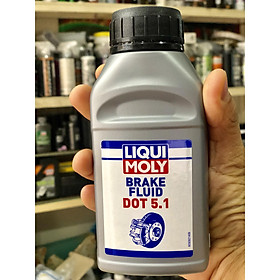 LIQUI
MOLY
BRAKE
FLUID
DOT 5.1